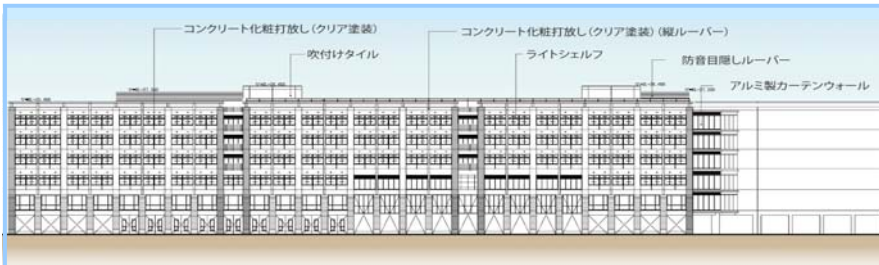 コンクリート化粧打放し(クリア塗装)
コンクリート化粧打放し(クリア塗装)(縦ルーバー)
吹付けタイル
ライトシェルフ
防音目隠しルーバー
アルミ製カーテンウォール